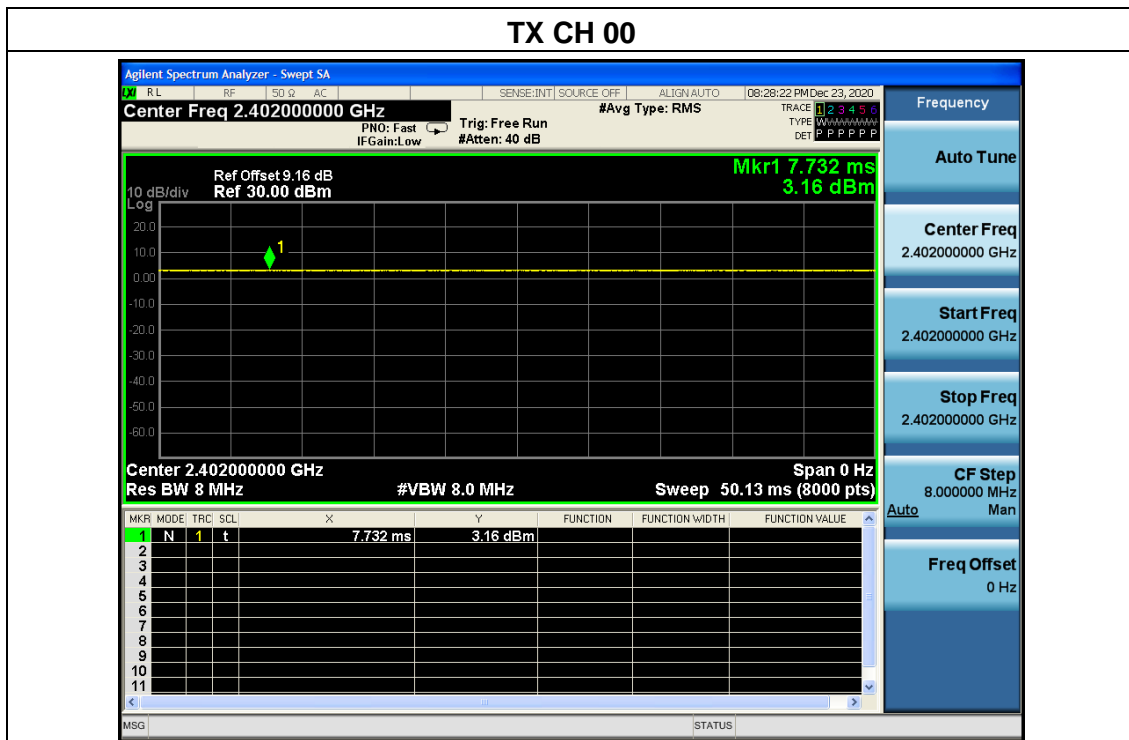 TX CH 00
Agilent Spectrum Analyzer - Swept SA
LXI RL RF 50 Ω AC SENSE:INT SOURCE OFF ALIGN AUTO 08:28:22 PM Dec 23, 2020
Center Freq 2.402000000 GHz
PNO: Fast
IFGain:Low
Trig: Free Run
#Atten: 40 dB
#Avg Type: RMS
TRACE 1 2 3 4 5 6
TYPE WWWWWW
DET P P P P P P
Frequency
Mkr1 7.732 ms
3.16 dBm
Ref Offset 9.16 dB
10 dB/div Ref 30.00 dBm
Log
20.0
10.0
0.00
-10.0
-20.0
-30.0
-40.0
-50.0
-60.0
1
Center 2.402000000 GHz Span 0 Hz
Res BW 8 MHz #VBW 8.0 MHz Sweep 50.13 ms (8000 pts)
MKR MODE TRC SCL X Y FUNCTION FUNCTION WIDTH FUNCTION VALUE
1 N 1 t 7.732 ms 3.16 dBm
2
3
4
5
6
7
8
9
10
11
MSG STATUS
Auto Tune
Center Freq
2.402000000 GHz
Start Freq
2.402000000 GHz
Stop Freq
2.402000000 GHz
CF Step
8.000000 MHz
Auto Man
Freq Offset
0 Hz